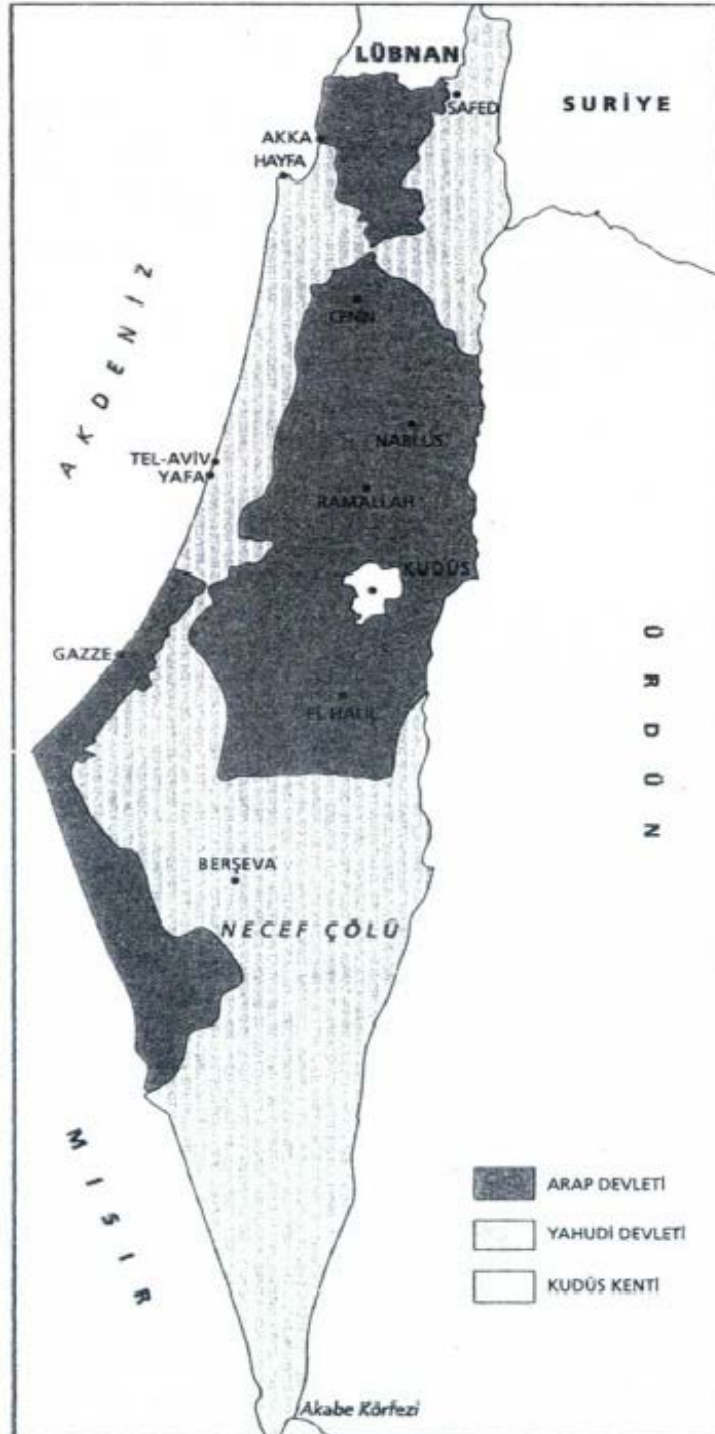 LÜBNAN
SAFED
SURİYE
AKKA
HAYFA
AKDENİZ
CENİN
NABLUS
TEL-AVİV
YAFA
RAMALLAH
KUDÜS
GAZZE
ÜRDÜN
EL HALİL
BERŞEVA
NECEF ÇÖLÜ
MISIR
ARAP DEVLETİ
YAHUDİ DEVLETİ
KUDÜS KENTİ
Akabe Körfezi